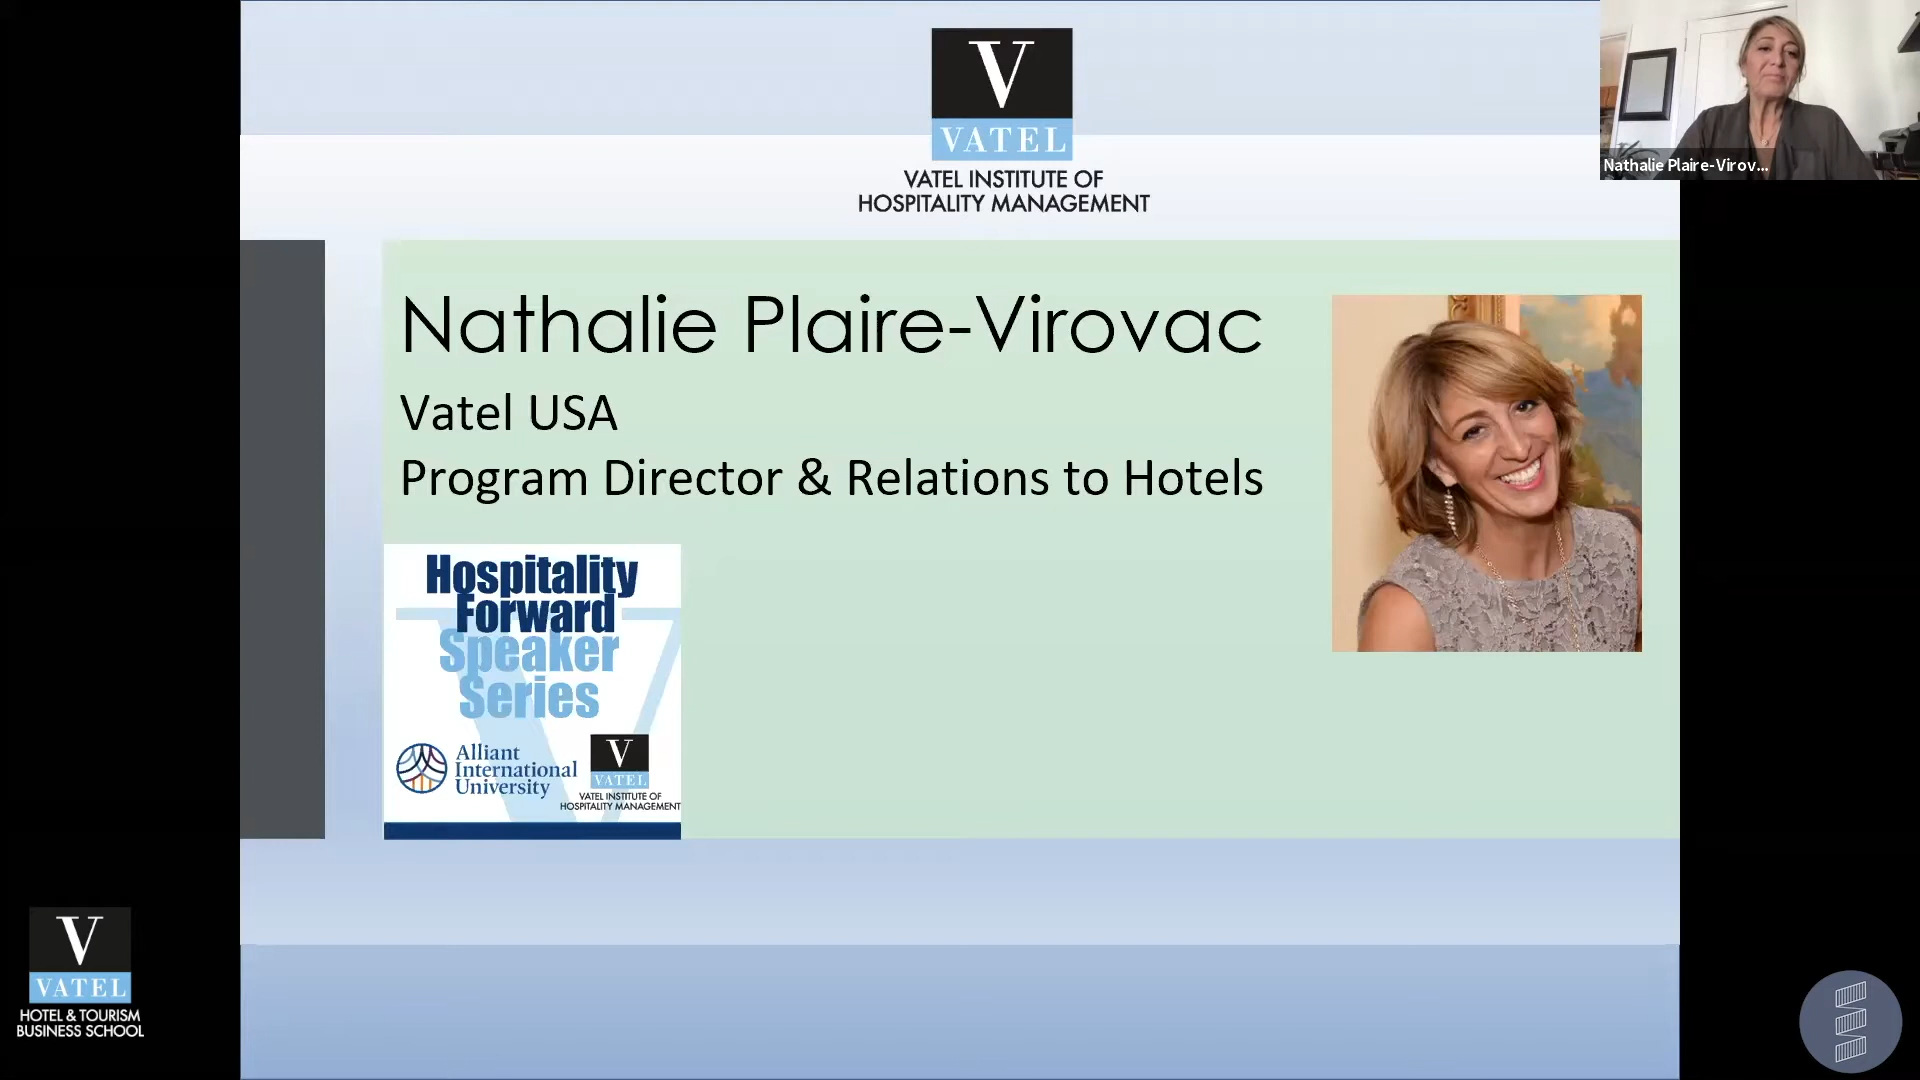 V
VATEL
VATEL INSTITUTE OF
HOSPITALITY MANAGEMENT
Nathalie Plaire-Virov...
Nathalie Plaire-Virovac
Vatel USA
Program Director & Relations to Hotels
Hospitality
Forward
Speaker
Series
Alliant
International
University
V
VATEL
VATEL INSTITUTE OF
HOSPITALITY MANAGEMENT
V
VATEL
HOTEL & TOURISM
BUSINESS SCHOOL